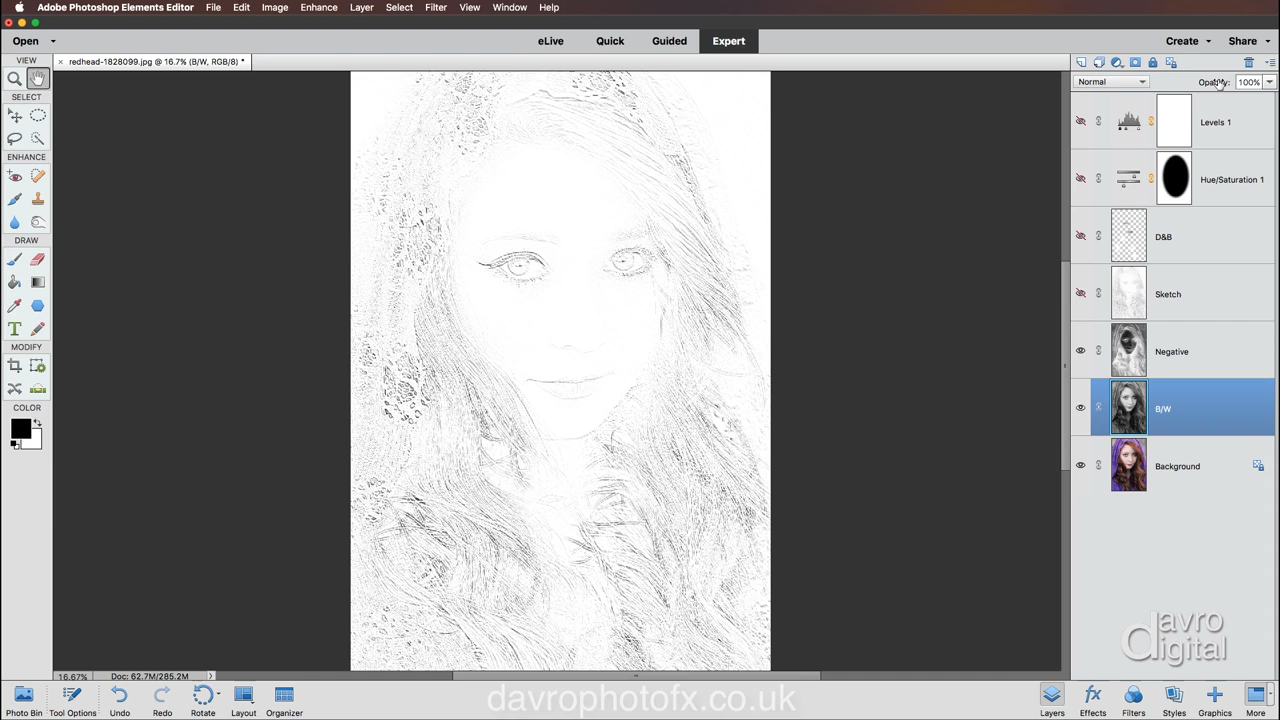 Adobe Photoshop Elements Editor File Edit Image Enhance Layer Select Filter View Window Help
Open eLive Quick Guided Expert Create Share
VIEW redhead-1828099.jpg @ 16.7% (B/W, RGB/8) *
Normal Opacity: 100%
SELECT
Levels 1
ENHANCE
Hue/Saturation 1
DRAW
D&B
Sketch
T
MODIFY
Negative
COLOR
B/W
Background
davro
digital
16.67% Doc: 62.7M/285.2M
davrophotofx.co.uk
Photo Bin Tool Options Undo Redo Rotate Layout Organizer Layers Effects Filters Styles Graphics More